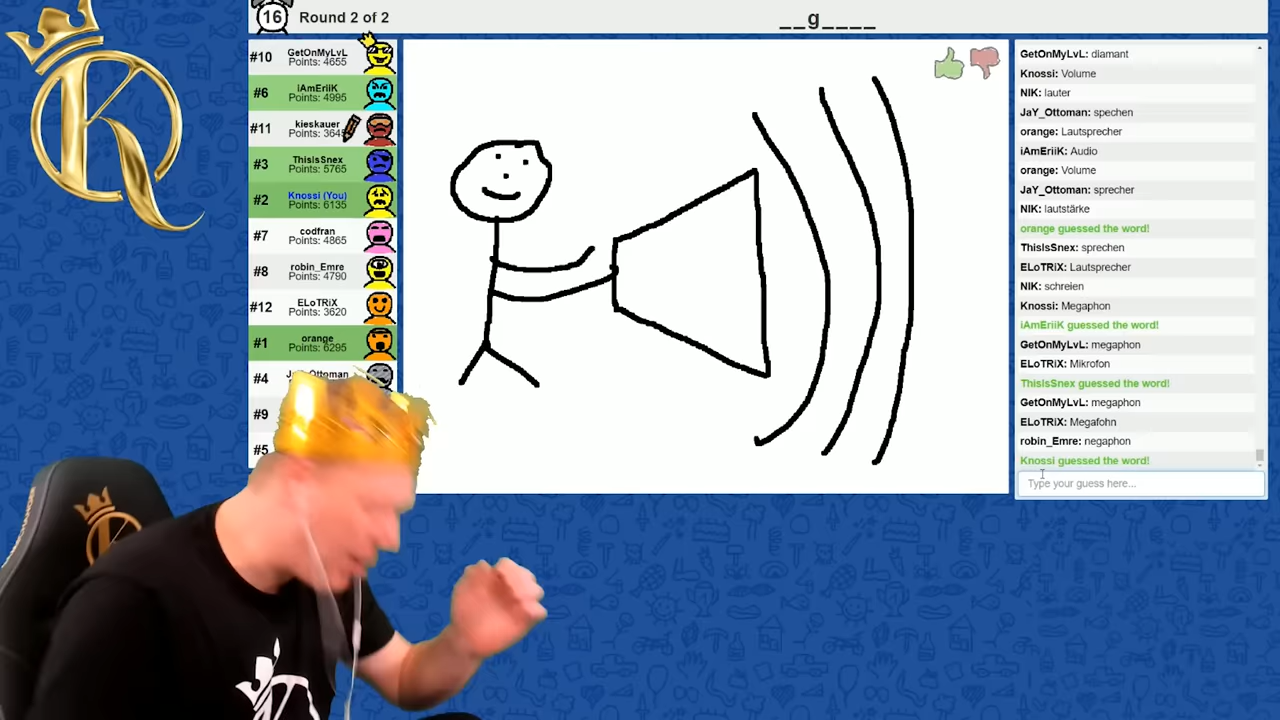 16
Round 2 of 2
__g____
#10 GetOnMyLvL
Points: 4655
#6 iAmEriiK
Points: 4995
#11 kieskauer
#3 ThisIsSnex
Points: 5765
#2 Knossi (You)
Points: 6135
#7 codfran
Points: 4865
#8 robin_Emre
Points: 4790
#12 ELoTRiX
Points: 3620
#1 orange
Points: 6295
#4
#9
#5
GetOnMyLvL: diamant
Knossi: Volume
NIK: lauter
JaY_Ottoman: spechen
orange: Lautsprecher
iAmEriiK: Audio
orange: Volume
JaY_Ottoman: sprecher
NIK: lautstärke
orange guessed the word!
ThisIsSnex: sprechen
ELoTRiX: Lautsprecher
NIK: schreien
Knossi: Megaphon
iAmEriiK guessed the word!
GetOnMyLvL: megaphon
ELoTRiX: Mikrofon
ThisIsSnex guessed the word!
GetOnMyLvL: megaphon
ELoTRiX: Megafohn
robin_Emre: negaphon
Knossi guessed the word!
Type your guess here...